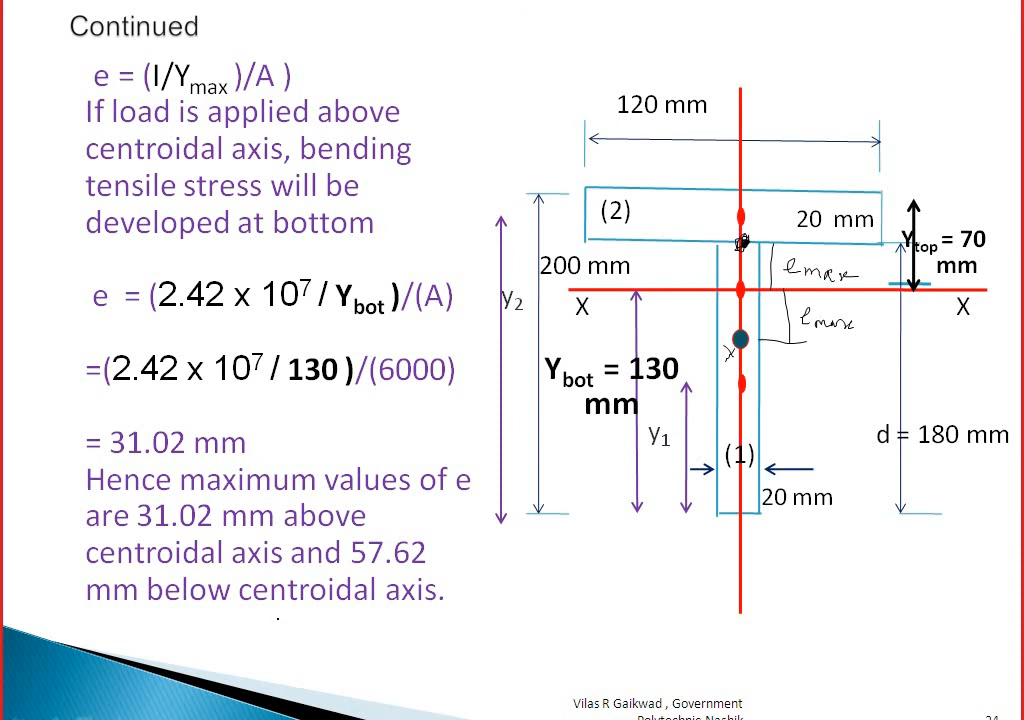 Continued
e = (I/Ymax )/A )
If load is applied above
centroidal axis, bending
tensile stress will be
developed at bottom
e = (2.42 x 10⁷ / Ybot )/(A)
=(2.42 x 10⁷ / 130 )/(6000)
= 31.02 mm
Hence maximum values of e
are 31.02 mm above
centroidal axis and 57.62
mm below centroidal axis.
120 mm
(2)
20 mm
Ytop = 70
mm
200 mm
emax
y2
X
X
emax
x
Ybot = 130
mm
y1
(1)
d = 180 mm
20 mm
Vilas R Gaikwad , Government
Polytechnic Nashik
24